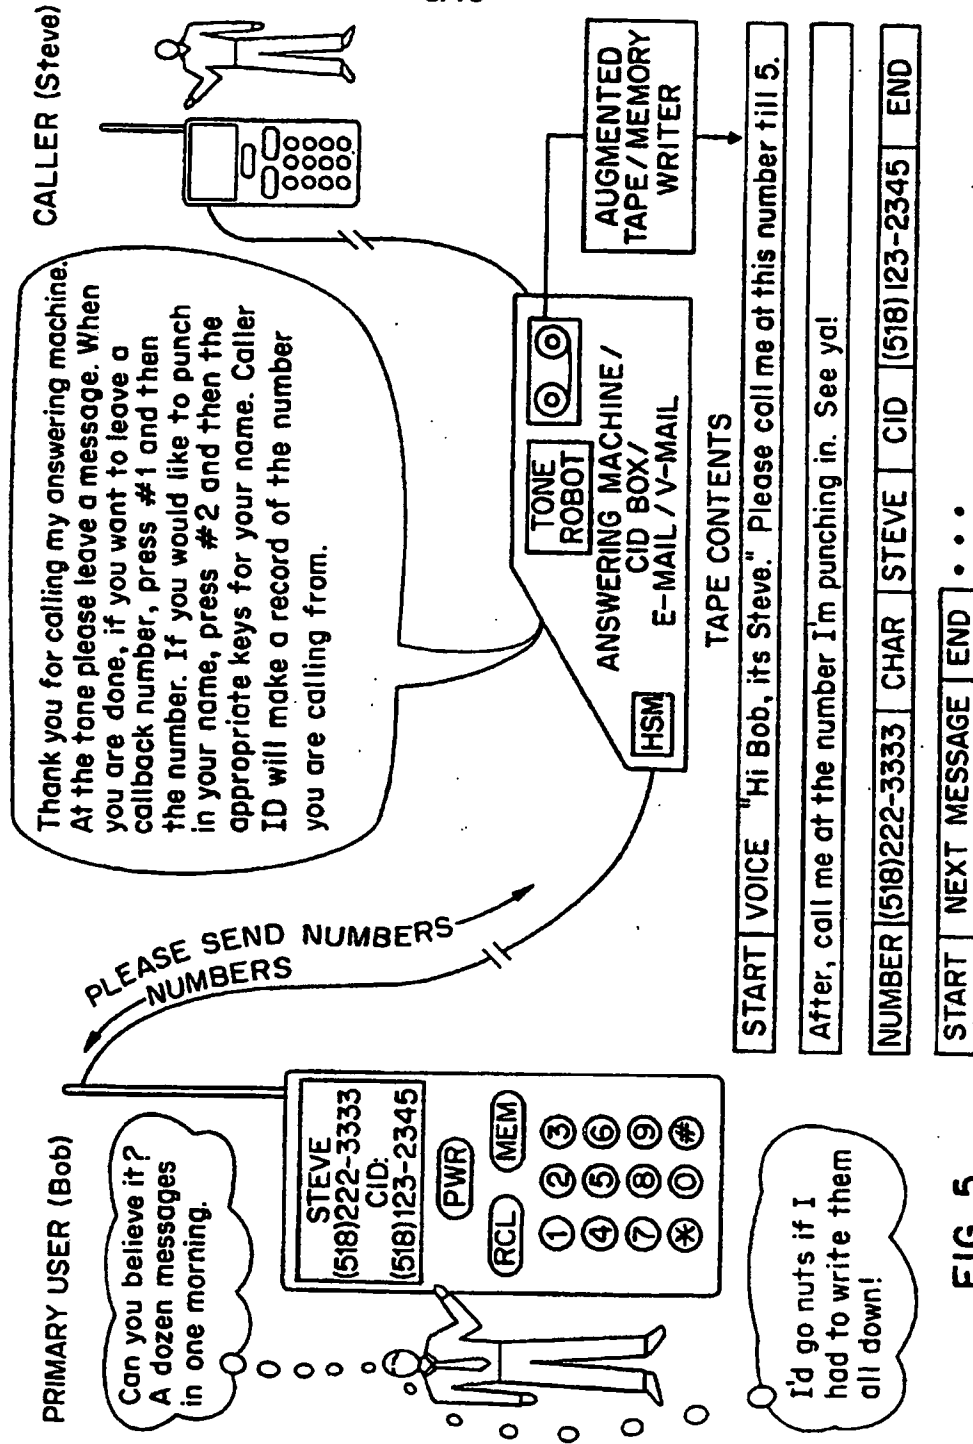 CALLER (Steve)
Thank you for calling my answering machine.
At the tone please leave a message. When
you are done, if you want to leave a
callback number, press #1 and then
the number. If you would like to punch
in your name, press #2 and then the
appropriate keys for your name. Caller
ID will make a record of the number
you are calling from.
PRIMARY USER (Bob)
Can you believe it?
A dozen messages
in one morning.
PLEASE SEND NUMBERS
NUMBERS
STEVE
(518)222-3333
CID:
(518)123-2345
PWR
RCL MEM
1 2 3
4 5 6
7 8 9
* 0 #
I'd go nuts if I
had to write them
all down!
HSM
TONE
ROBOT
ANSWERING MACHINE/
CID BOX/
E-MAIL/V-MAIL
AUGMENTED
TAPE/MEMORY
WRITER
TAPE CONTENTS
START VOICE "Hi Bob, its Steve." Please call me at this number till 5.
After, call me at the number I'm punching in. See ya!
NUMBER (518)222-3333 CHAR STEVE CID (518)123-2345 END
START NEXT MESSAGE END • • •
FIG. 5